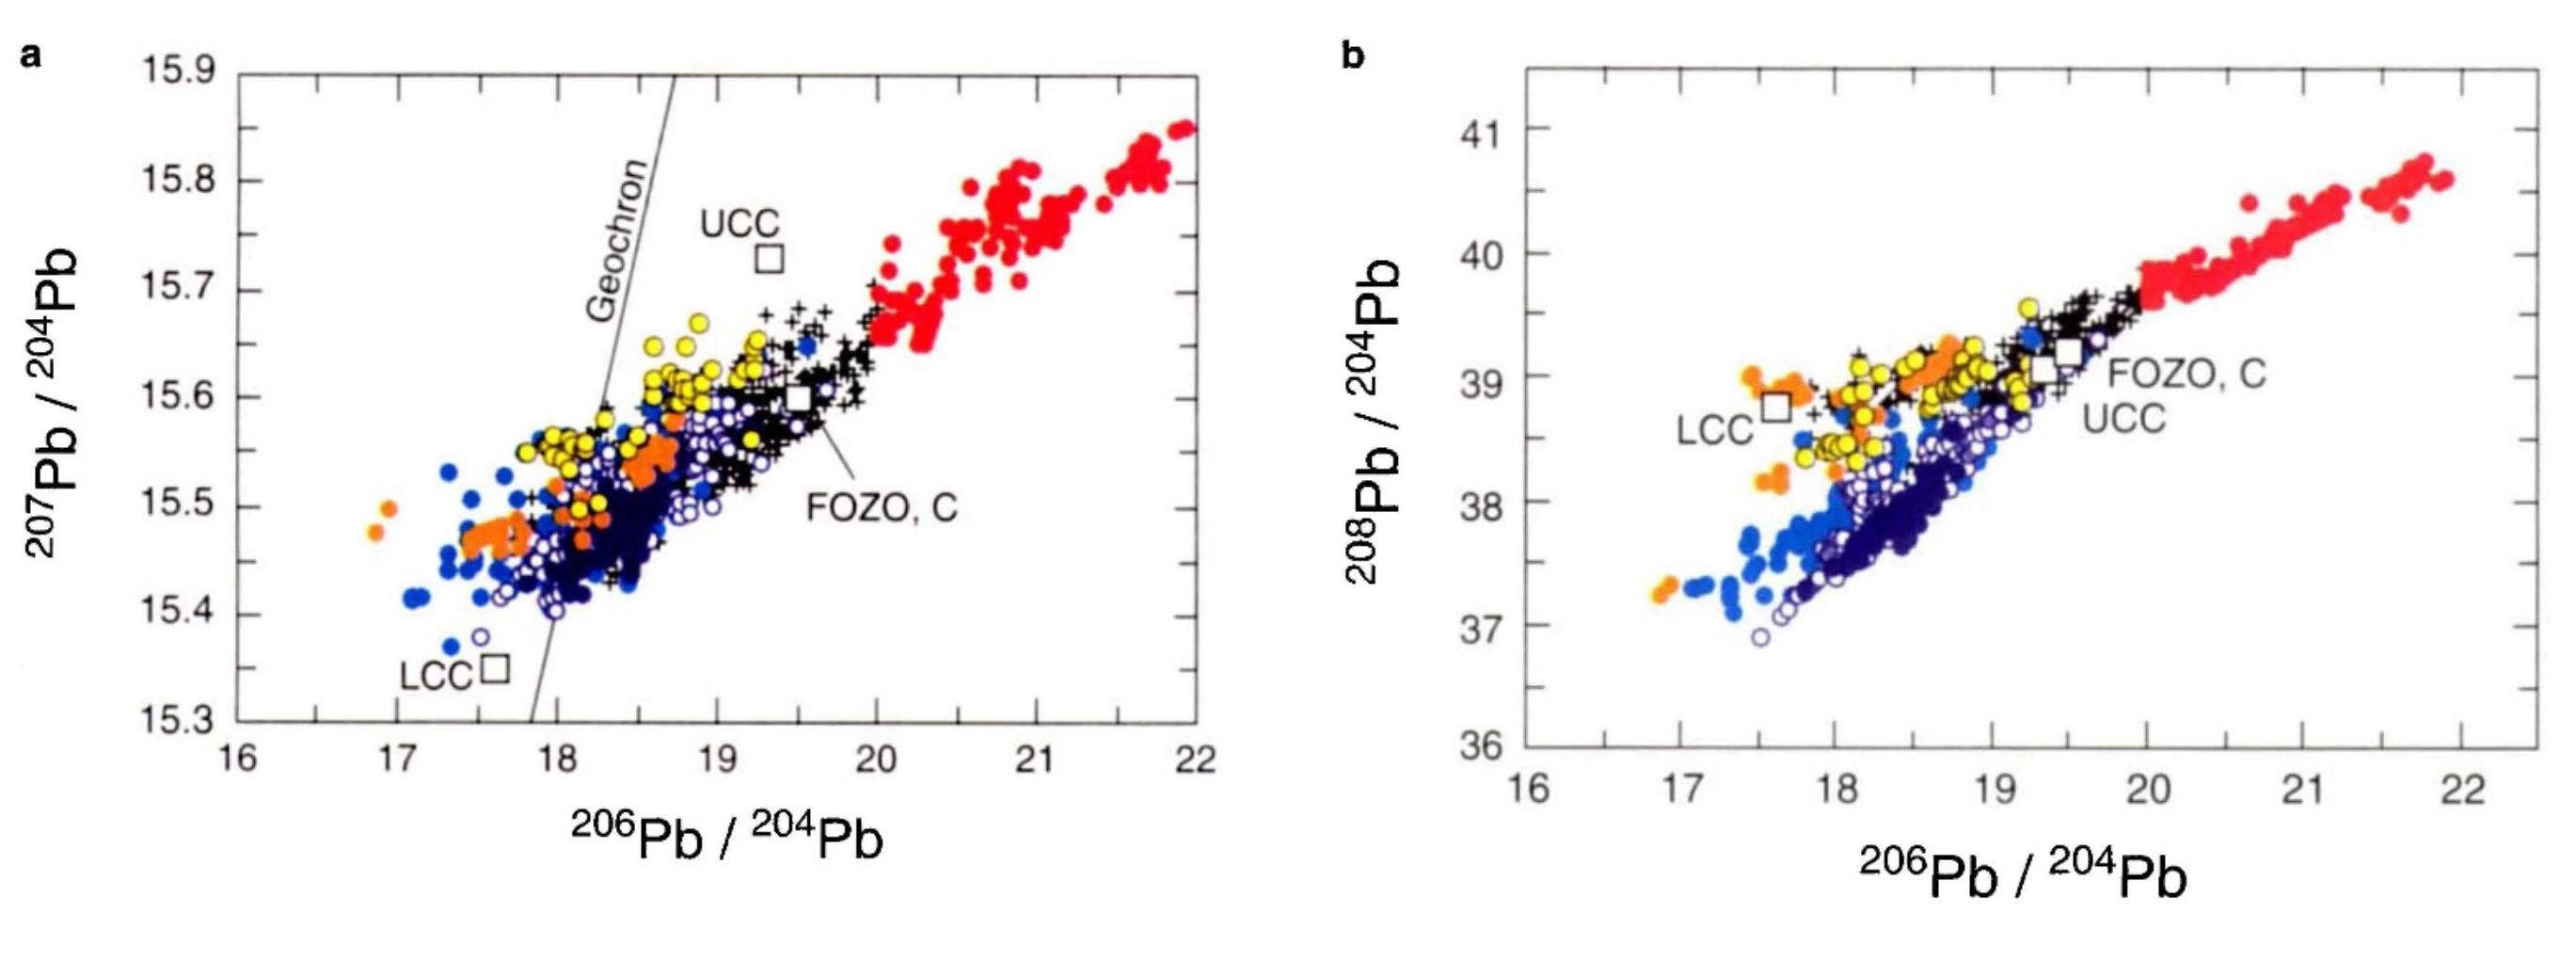 a
15.9
15.8
15.7
15.6
15.5
15.4
15.3
207Pb / 204Pb
Geochron
UCC
FOZO, C
LCC
16 17 18 19 20 21 22
206Pb / 204Pb
b
41
40
39
38
37
36
208Pb / 204Pb
LCC
FOZO, C
UCC
16 17 18 19 20 21 22
206Pb / 204Pb